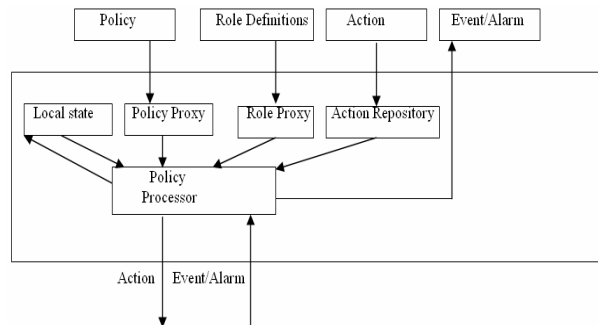 Policy
Role Definitions
Action
Event/Alarm
Local state
Policy Proxy
Role Proxy
Action Repository
Policy
Processor
Action
Event/Alarm